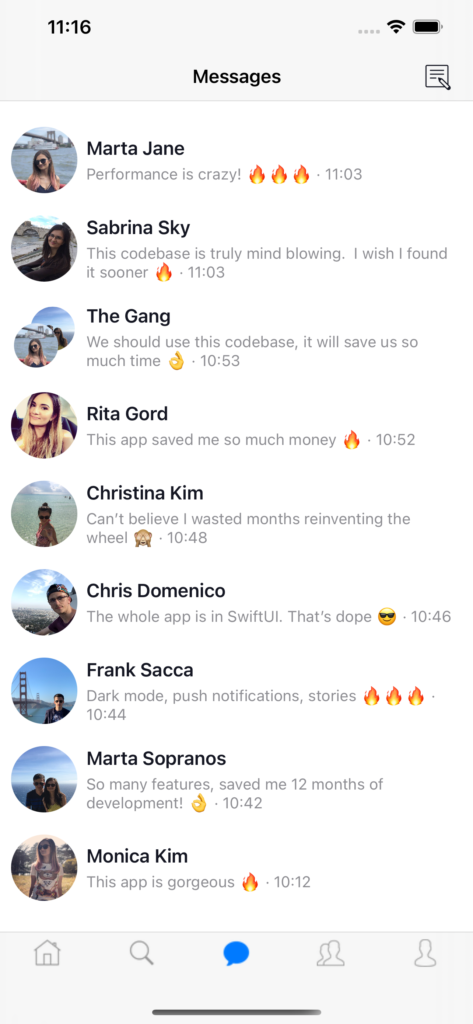 11:16
Messages
Marta Jane
Performance is crazy! 🔥🔥🔥 · 11:03
Sabrina Sky
This codebase is truly mind blowing.  I wish I found
it sooner 🔥 · 11:03
The Gang
We should use this codebase, it will save us so
much time 👌 · 10:53
Rita Gord
This app saved me so much money 🔥 · 10:52
Christina Kim
Can’t believe I wasted months reinventing the
wheel 🙈 · 10:48
Chris Domenico
The whole app is in SwiftUI. That’s dope 😎 · 10:46
Frank Sacca
Dark mode, push notifications, stories 🔥🔥🔥 ·
10:44
Marta Sopranos
So many features, saved me 12 months of
development! 👌 · 10:42
Monica Kim
This app is gorgeous 🔥 · 10:12